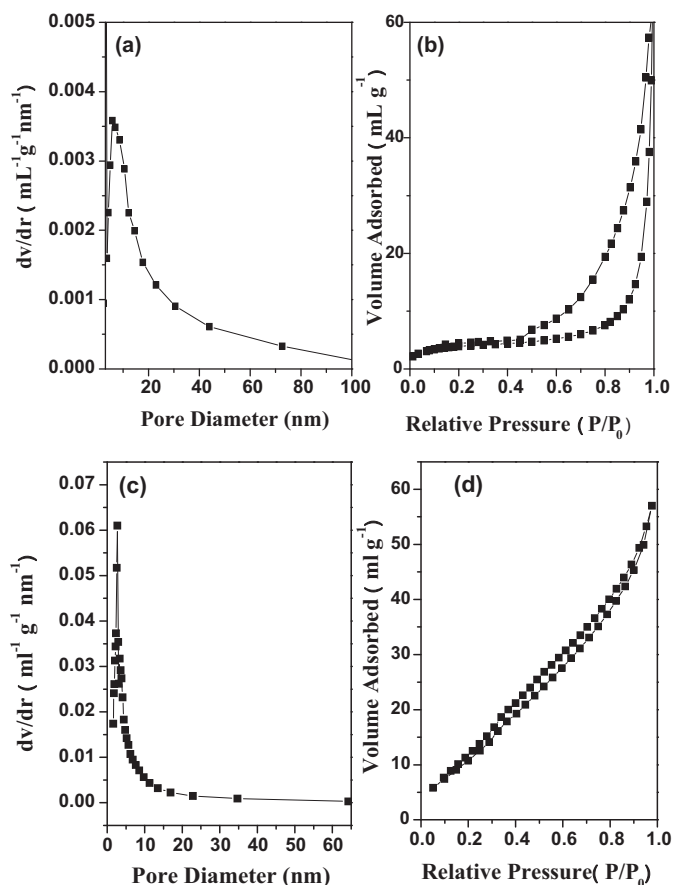 (a)
dv/dr ( mL⁻¹g⁻¹nm⁻¹)
0.005
0.004
0.003
0.002
0.001
0.000
20 40 60 80 100
Pore Diameter (nm)
(b)
Volume Adsorbed ( mL g⁻¹)
60
40
20
0
0.0 0.2 0.4 0.6 0.8 1.0
Relative Pressure ( P/P₀)
(c)
dv/dr ( ml⁻¹ g⁻¹ nm⁻¹)
0.07
0.06
0.05
0.04
0.03
0.02
0.01
0.00
0 10 20 30 40 50 60
Pore Diameter (nm)
(d)
Volume Adsorbed ( ml g⁻¹)
60
50
40
30
20
10
0
0.0 0.2 0.4 0.6 0.8 1.0
Relative Pressure( P/P₀)